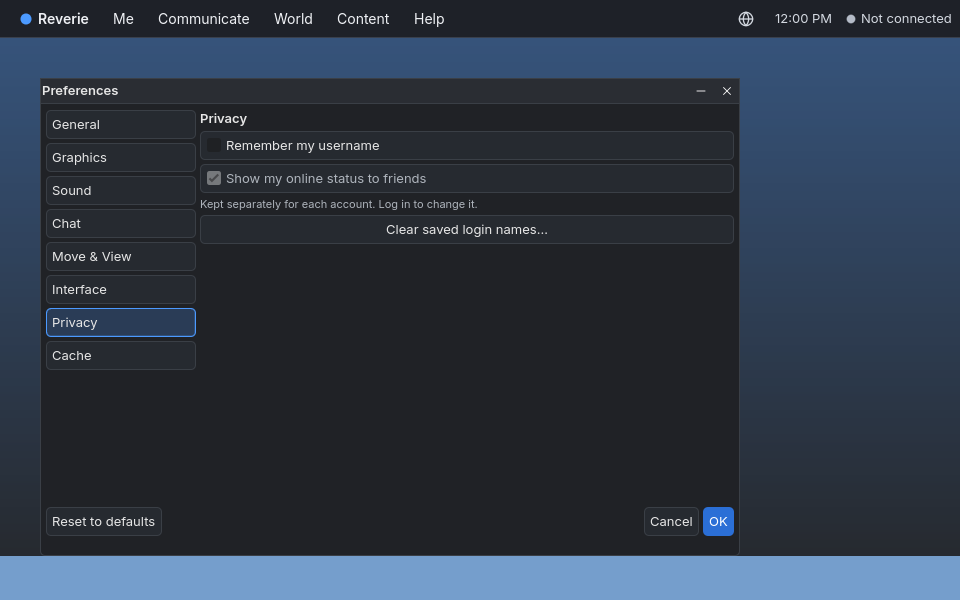 Reverie Me Communicate World Content Help 12:00 PM Not connected
Preferences
General
Graphics
Sound
Chat
Move & View
Interface
Privacy
Cache
Privacy
Remember my username
Show my online status to friends
Kept separately for each account. Log in to change it.
Clear saved login names...
Reset to defaults Cancel OK